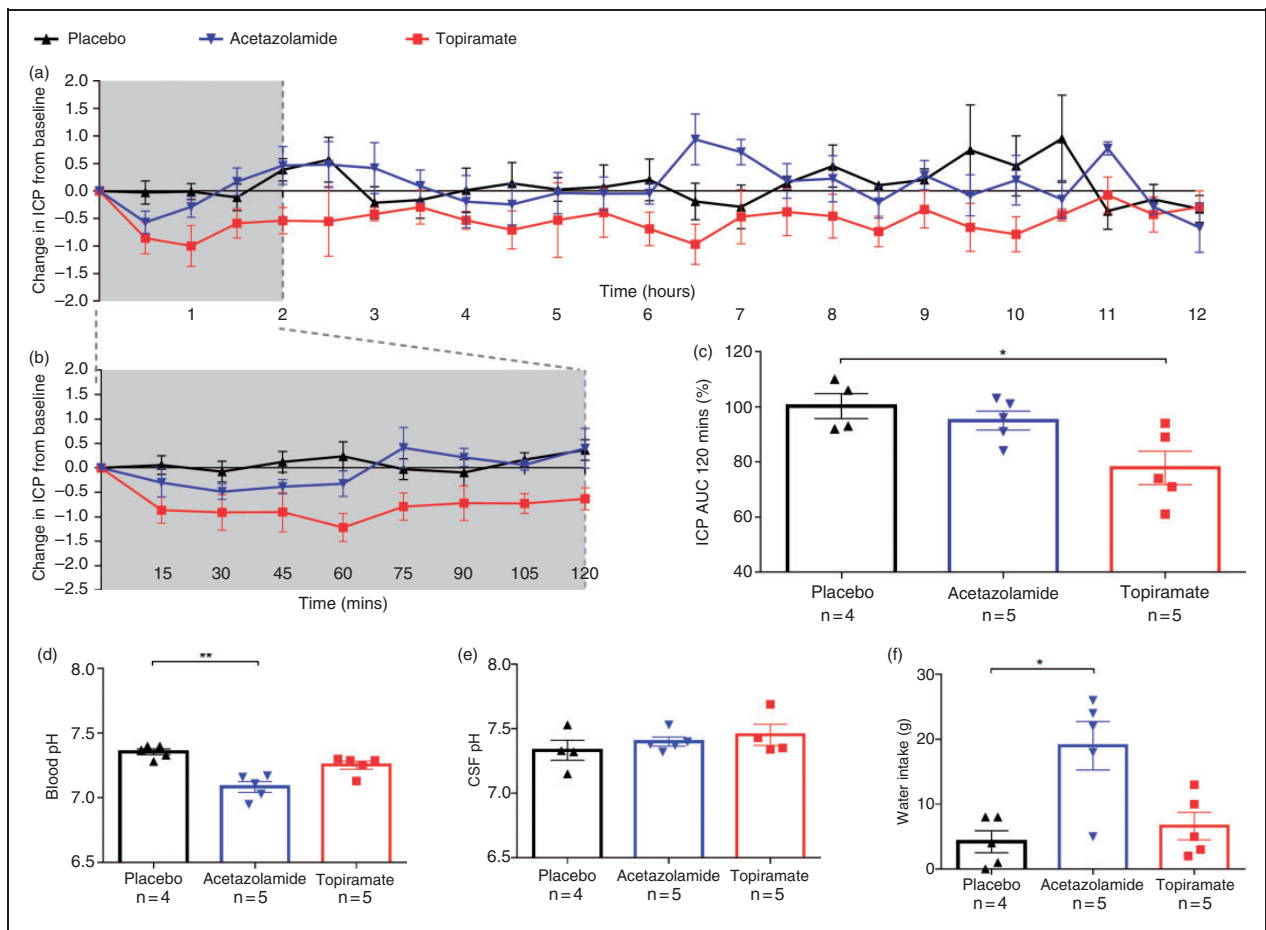 Placebo Acetazolamide Topiramate
(a)
Change in ICP from baseline
2.0
1.5
1.0
0.5
0.0
−0.5
−1.0
−1.5
−2.0
Time (hours)
1 2 3 4 5 6 7 8 9 10 11 12
(b)
Change in ICP from baseline
2.0
1.5
1.0
0.5
0.0
−0.5
−1.0
−1.5
−2.0
−2.5
15 30 45 60 75 90 105 120
Time (mins)
(c)
ICP AUC 120 mins (%)
120
100
80
60
40
*
Placebo Acetazolamide Topiramate
n=4 n=5 n=5
(d)
Blood pH
8.0
7.5
7.0
6.5
**
Placebo Acetazolamide Topiramate
n=4 n=5 n=5
(e)
CSF pH
8.0
7.5
7.0
6.5
Placebo Acetazolamide Topiramate
n=4 n=5 n=5
(f)
Water intake (g)
30
20
10
0
*
Placebo Acetazolamide Topiramate
n=4 n=5 n=5